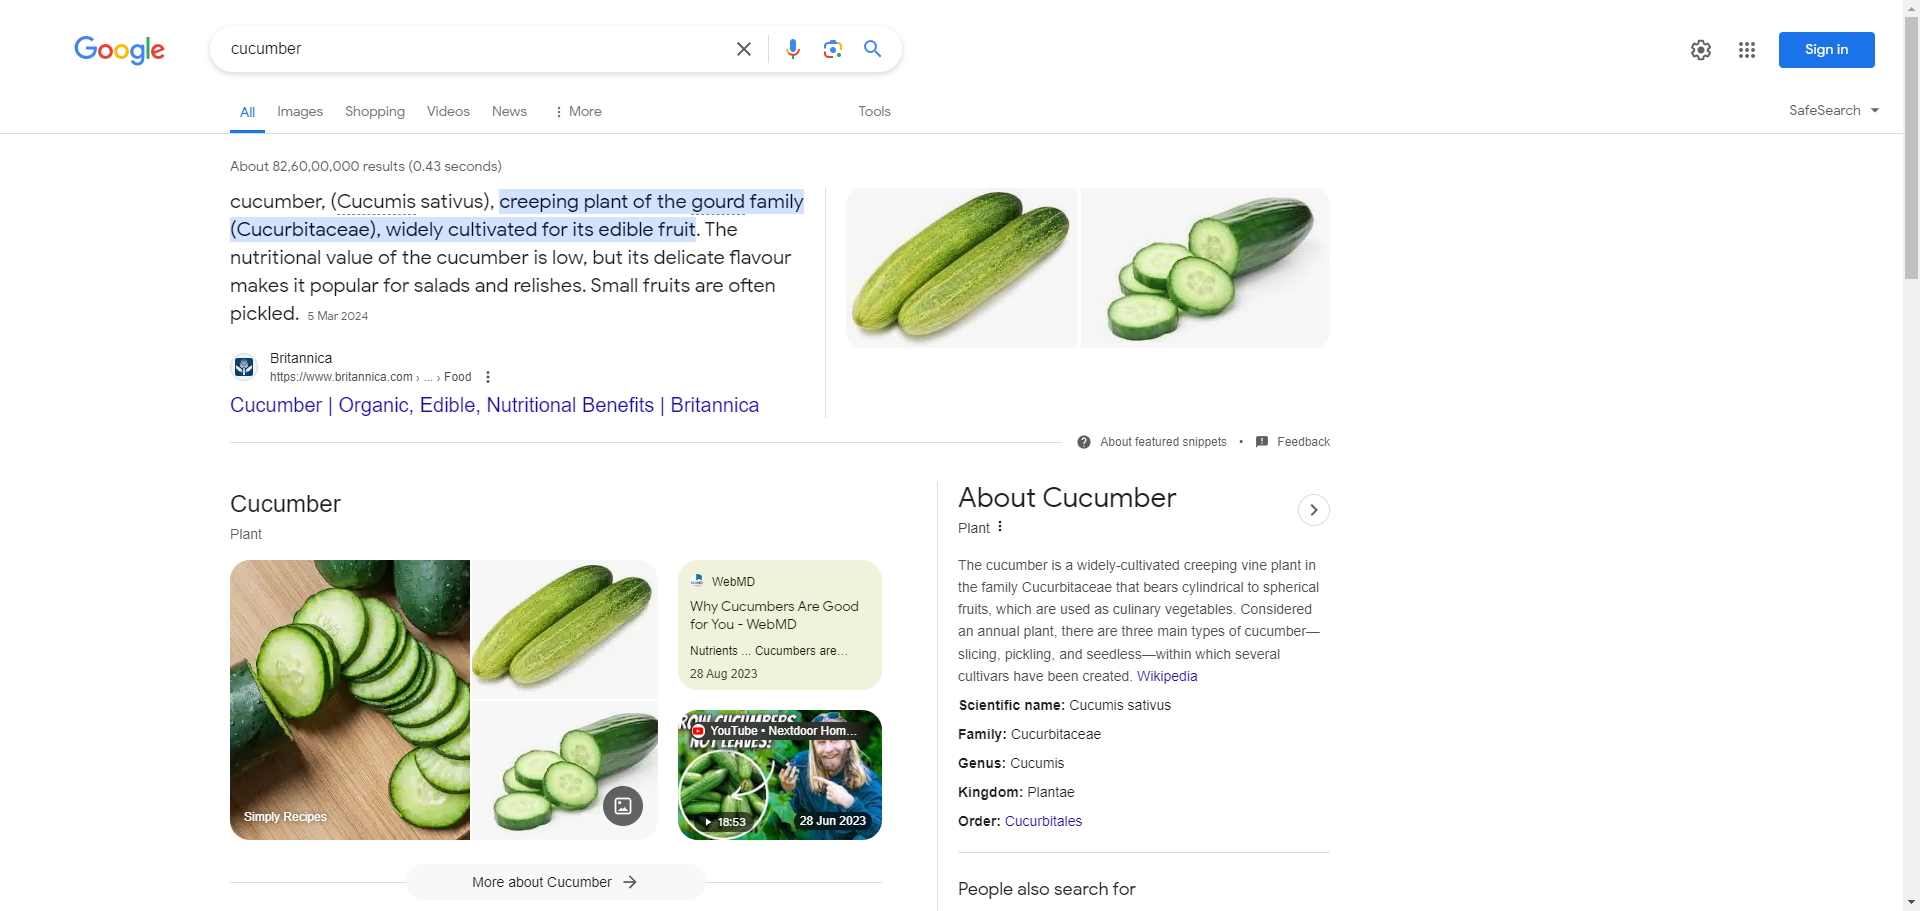 Google
cucumber
Sign in
All
Images
Shopping
Videos
News
More
Tools
SafeSearch
About 82,60,00,000 results (0.43 seconds)
cucumber, (Cucumis sativus), creeping plant of the gourd family
(Cucurbitaceae), widely cultivated for its edible fruit. The
nutritional value of the cucumber is low, but its delicate flavour
makes it popular for salads and relishes. Small fruits are often
pickled. 5 Mar 2024
Britannica
https://www.britannica.com › ... › Food
Cucumber | Organic, Edible, Nutritional Benefits | Britannica
About featured snippets • Feedback
Cucumber
Plant
Simply Recipes
WebMD
Why Cucumbers Are Good
for You - WebMD
Nutrients ... Cucumbers are...
28 Aug 2023
CUCUMBERS
YouTube • Nextdoor Hom...
NOT LEAVES!
18:53
28 Jun 2023
More about Cucumber
About Cucumber
Plant
The cucumber is a widely-cultivated creeping vine plant in
the family Cucurbitaceae that bears cylindrical to spherical
fruits, which are used as culinary vegetables. Considered
an annual plant, there are three main types of cucumber—
slicing, pickling, and seedless—within which several
cultivars have been created. Wikipedia
Scientific name: Cucumis sativus
Family: Cucurbitaceae
Genus: Cucumis
Kingdom: Plantae
Order: Cucurbitales
People also search for